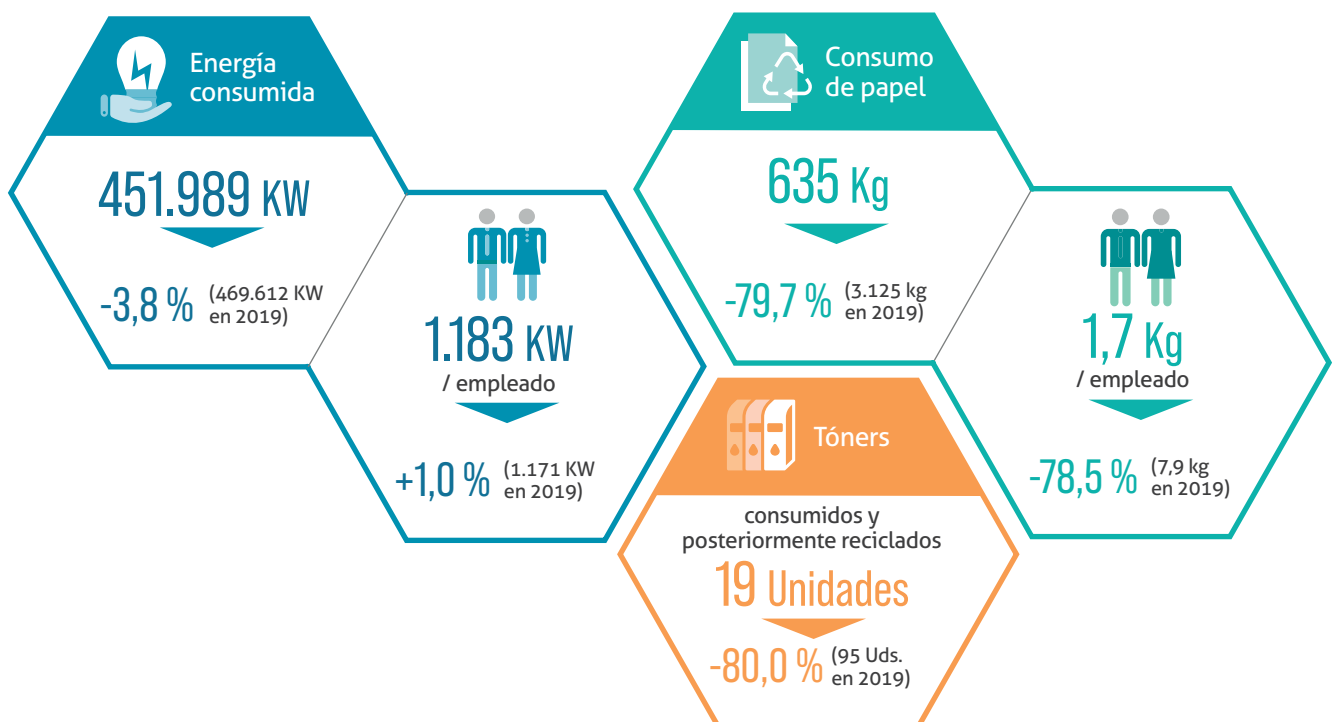 Energía
consumida
451.989 KW
-3,8 % (469.612 KW
en 2019)
1.183 KW
/ empleado
+1,0 % (1.171 KW
en 2019)
Consumo
de papel
635 Kg
-79,7 % (3.125 kg
en 2019)
1,7 Kg
/ empleado
-78,5 % (7,9 kg
en 2019)
Tóners
consumidos y
posteriormente reciclados
19 Unidades
-80,0 % (95 Uds.
en 2019)